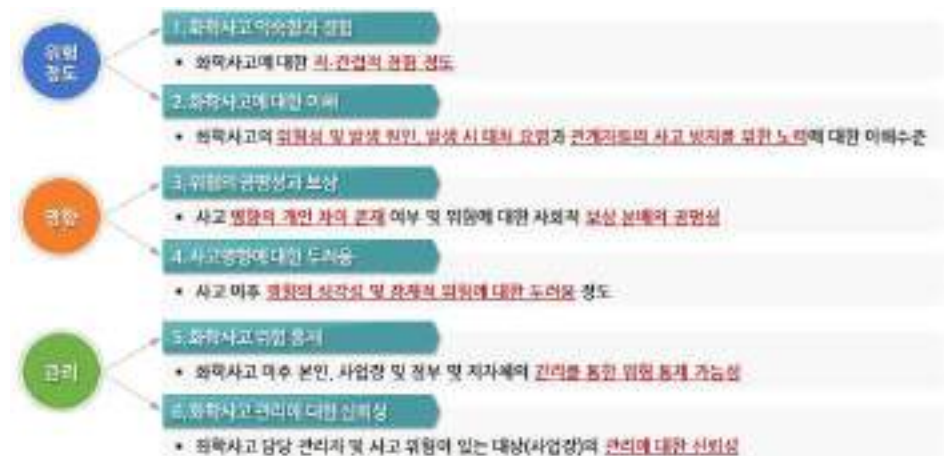 위험
정도
1. 화학사고 익숙함과 경험
• 화학사고에 대한 직·간접적 경험 정도
2. 화학사고에 대한 이해
• 화학사고의 위험성 및 발생 원인, 발생 시 대처 요령과 관계자들의 사고 방지를 위한 노력에 대한 이해수준
영향
3. 위험의 공평성과 보상
• 사고 영향의 개인 차이 존재 여부 및 위험에 대한 사회적 보상 분배의 공평성
4. 사고영향에 대한 두려움
• 사고 이후 영향의 심각성 및 잠재적 위험에 대한 두려움 정도
관리
5. 화학사고 위험 통제
• 화학사고 이후 본인, 사업장 및 정부 및 지자체의 관리를 통한 위험 통제 가능성
6. 화학사고 관리에 대한 신뢰성
• 화학사고 담당 관리자 및 사고 위험이 있는 대상(사업장)의 관리에 대한 신뢰성